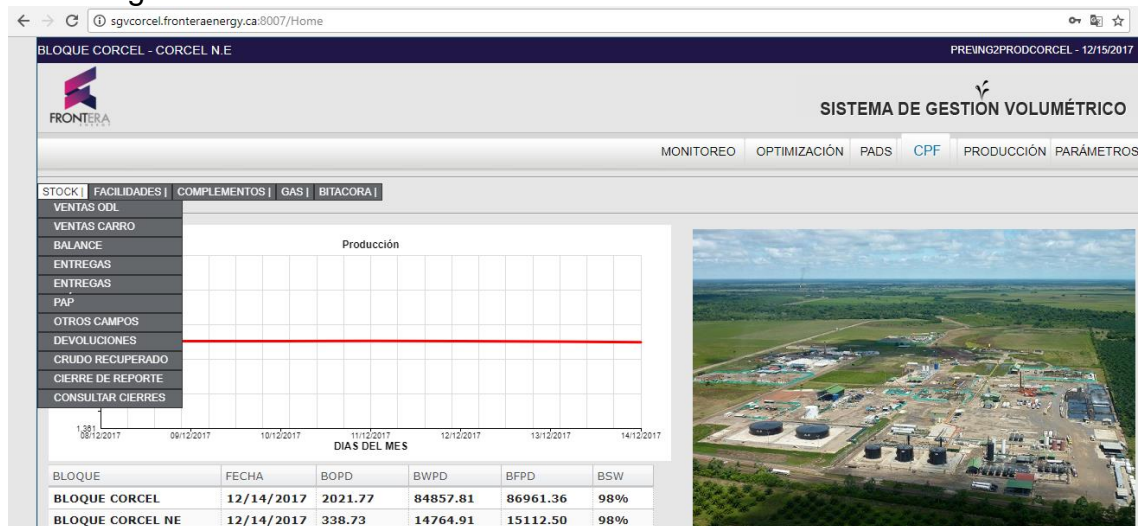 sgvcorcel.fronteraenergy.ca:8007/Home
BLOQUE CORCEL - CORCEL N.E
PRE\ING2PRODCORCEL - 12/15/2017
FRONTERA
ENERGY
SISTEMA DE GESTIÓN VOLUMÉTRICO
MONITOREO OPTIMIZACIÓN PADS CPF PRODUCCIÓN PARÁMETROS
STOCK | FACILIDADES | COMPLEMENTOS | GAS | BITACORA |
VENTAS ODL
VENTAS CARRO
BALANCE
ENTREGAS
ENTREGAS
PAP
OTROS CAMPOS
DEVOLUCIONES
CRUDO RECUPERADO
CIERRE DE REPORTE
CONSULTAR CIERRES
Producción
1,361
08/12/2017 09/12/2017 10/12/2017 11/12/2017 12/12/2017 13/12/2017 14/12/2017
DIAS DEL MES
BLOQUE FECHA BOPD BWPD BFPD BSW
BLOQUE CORCEL 12/14/2017 2021.77 84857.81 86961.36 98%
BLOQUE CORCEL NE 12/14/2017 338.73 14764.91 15112.50 98%